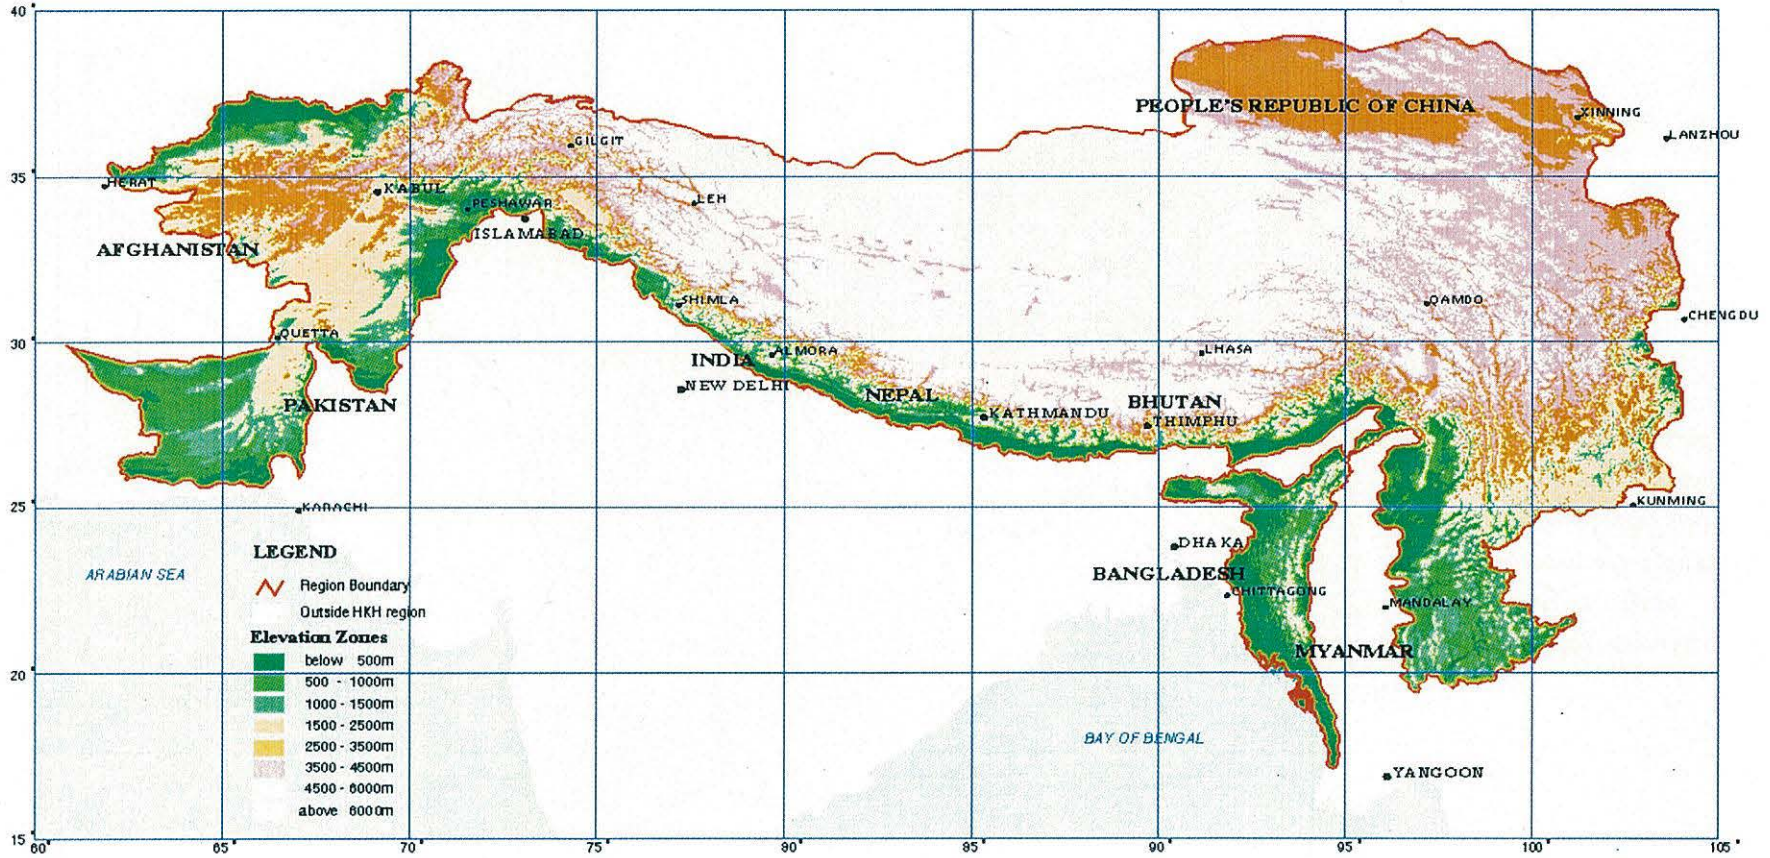 40
PEOPLE'S REPUBLIC OF CHINA
XINNING
LANZHOU
GILGIT
35
HERAT
KABUL
LEH
PESHAWAR
ISLAMABAD
AFGHANISTAN
SHIMLA
QAMDO
CHENGDU
QUETTA
30
INDIA
ALMORA
LHASA
NEW DELHI
NEPAL
PAKISTAN
BHUTAN
KATHMANDU
THIMPHU
25
KARACHI
KUNMING
DHAKA
LEGEND
ARABIAN SEA
BANGLADESH
Region Boundary
CHITTAGONG
MANDALAY
Outside HKH region
Elevation Zones
MYANMAR
below 500m
20
500 - 1000m
1000 - 1500m
1500 - 2500m
2500 - 3500m
BAY OF BENGAL
3500 - 4500m
YANGOON
4500 - 6000m
above 6000m
15
60 65 70 75 80 85 90 95 100 105